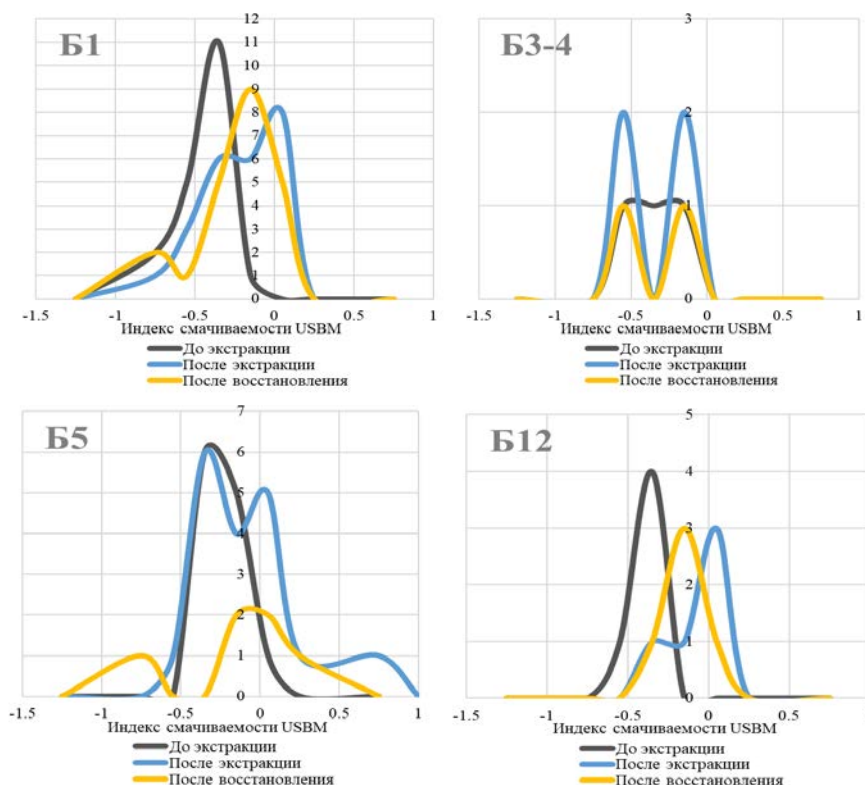 Б1
12
11
10
9
8
7
6
5
4
3
2
1
0
-1.5 -1 -0.5 0 0.5 1
Индекс смачиваемости USBM
До экстракции
После экстракции
После восстановления
Б3-4
3
2
1
0
-1.5 -1 -0.5 0 0.5 1
Индекс смачиваемости USBM
До экстракции
После экстракции
После восстановления
Б5
7
6
5
4
3
2
1
0
-1.5 -1 -0.5 0 0.5 1
Индекс смачиваемости USBM
До экстракции
После экстракции
После восстановления
Б12
5
4
3
2
1
0
-1.5 -1 -0.5 0 0.5
Индекс смачиваемости USBM
До экстракции
После экстракции
После восстановления